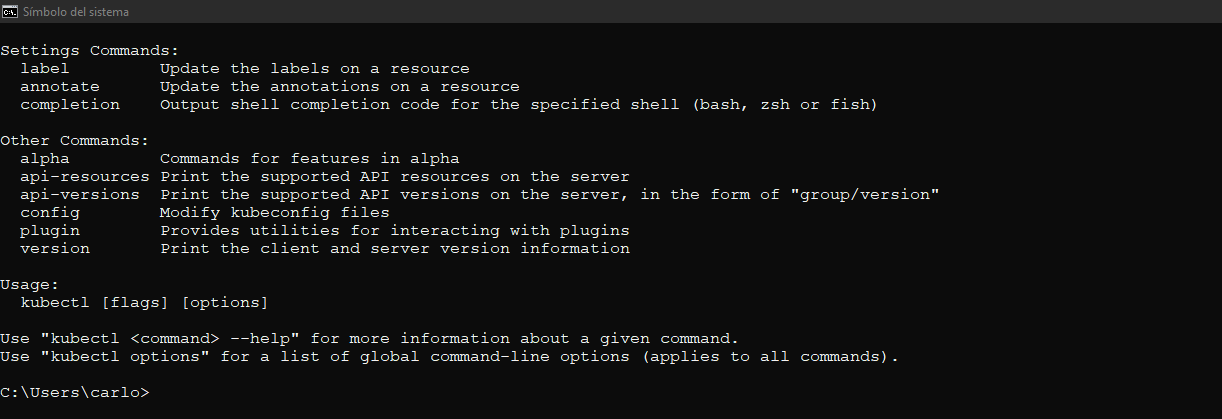 Símbolo del sistema
Settings Commands:
label Update the labels on a resource
annotate Update the annotations on a resource
completion Output shell completion code for the specified shell (bash, zsh or fish)
Other Commands:
alpha Commands for features in alpha
api-resources Print the supported API resources on the server
api-versions Print the supported API versions on the server, in the form of "group/version"
config Modify kubeconfig files
plugin Provides utilities for interacting with plugins
version Print the client and server version information
Usage:
kubectl [flags] [options]
Use "kubectl <command> --help" for more information about a given command.
Use "kubectl options" for a list of global command-line options (applies to all commands).
C:\Users\carlo>